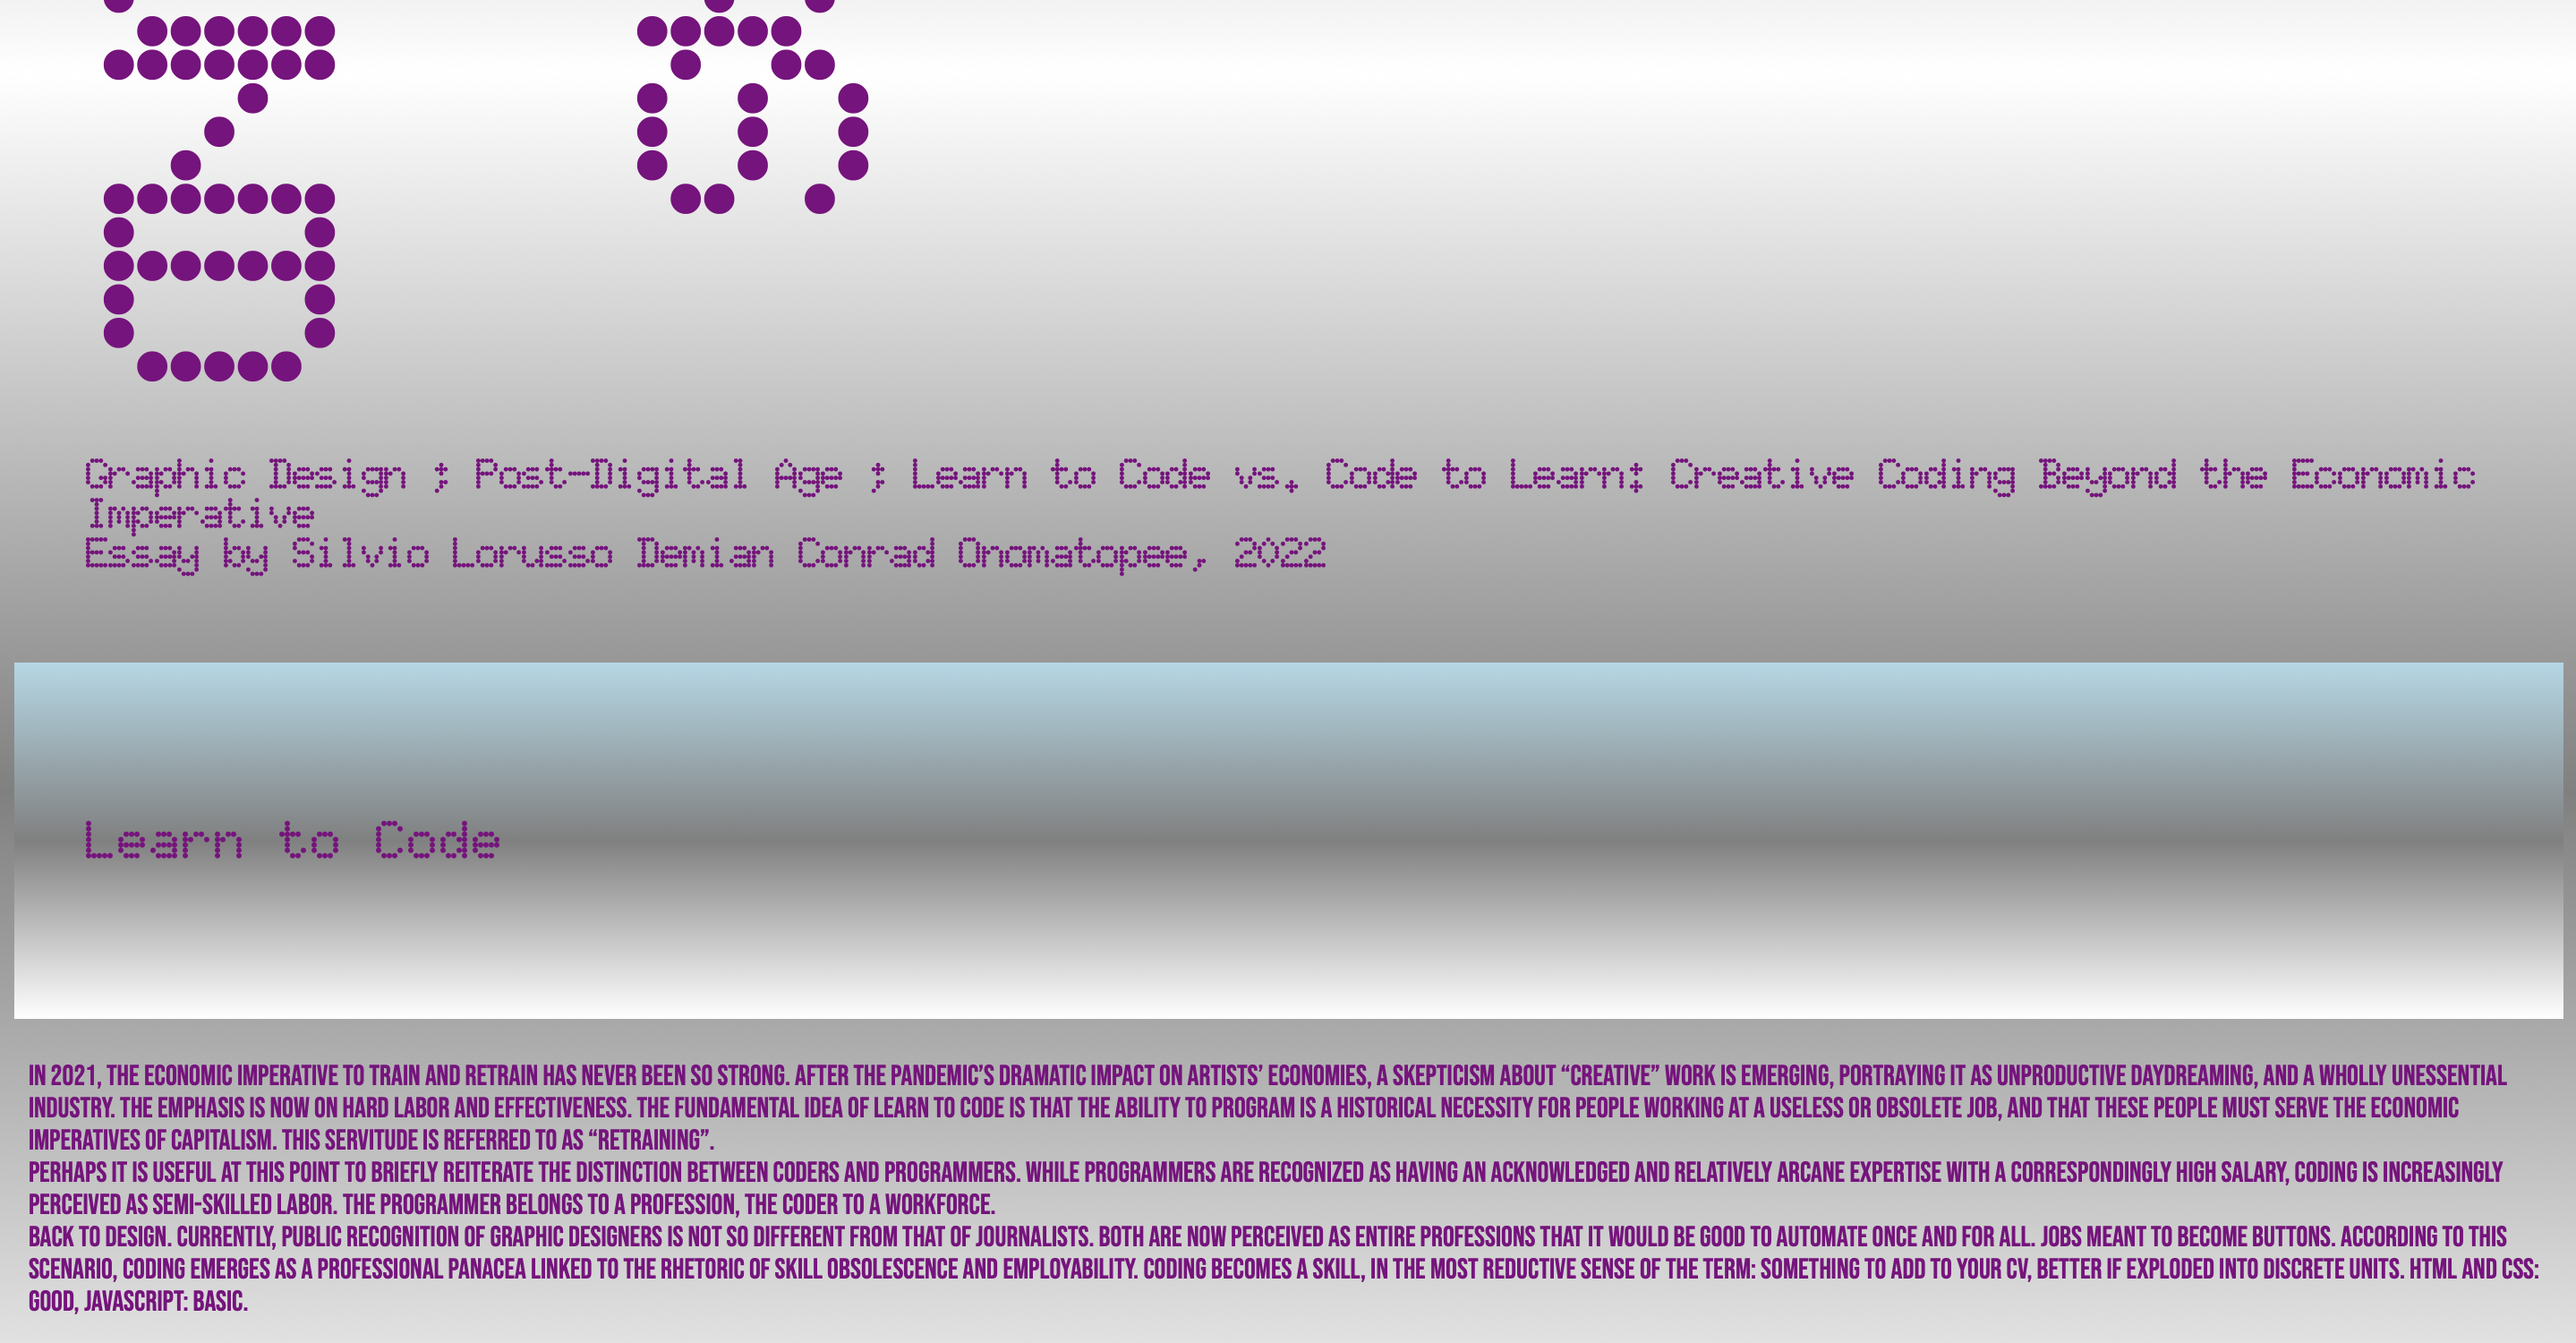 Graphic Design ; Post-Digital Age ; Learn to Code vs. Code to Learn: Creative Coding Beyond the Economic
Imperative
Essay by Silvio Lorusso Demian Conrad Onomatopee, 2022
Learn to Code
IN 2021, THE ECONOMIC IMPERATIVE TO TRAIN AND RETRAIN HAS NEVER BEEN SO STRONG. AFTER THE PANDEMIC’S DRAMATIC IMPACT ON ARTISTS’ ECONOMIES, A SKEPTICISM ABOUT “CREATIVE” WORK IS EMERGING, PORTRAYING IT AS UNPRODUCTIVE DAYDREAMING, AND A WHOLLY UNESSENTIAL
INDUSTRY. THE EMPHASIS IS NOW ON HARD LABOR AND EFFECTIVENESS. THE FUNDAMENTAL IDEA OF LEARN TO CODE IS THAT THE ABILITY TO PROGRAM IS A HISTORICAL NECESSITY FOR PEOPLE WORKING AT A USELESS OR OBSOLETE JOB, AND THAT THESE PEOPLE MUST SERVE THE ECONOMIC
IMPERATIVES OF CAPITALISM. THIS SERVITUDE IS REFERRED TO AS “RETRAINING”.
PERHAPS IT IS USEFUL AT THIS POINT TO BRIEFLY REITERATE THE DISTINCTION BETWEEN CODERS AND PROGRAMMERS. WHILE PROGRAMMERS ARE RECOGNIZED AS HAVING AN ACKNOWLEDGED AND RELATIVELY ARCANE EXPERTISE WITH A CORRESPONDINGLY HIGH SALARY, CODING IS INCREASINGLY
PERCEIVED AS SEMI-SKILLED LABOR. THE PROGRAMMER BELONGS TO A PROFESSION, THE CODER TO A WORKFORCE.
BACK TO DESIGN. CURRENTLY, PUBLIC RECOGNITION OF GRAPHIC DESIGNERS IS NOT SO DIFFERENT FROM THAT OF JOURNALISTS. BOTH ARE NOW PERCEIVED AS ENTIRE PROFESSIONS THAT IT WOULD BE GOOD TO AUTOMATE ONCE AND FOR ALL. JOBS MEANT TO BECOME BUTTONS. ACCORDING TO THIS
SCENARIO, CODING EMERGES AS A PROFESSIONAL PANACEA LINKED TO THE RHETORIC OF SKILL OBSOLESCENCE AND EMPLOYABILITY. CODING BECOMES A SKILL, IN THE MOST REDUCTIVE SENSE OF THE TERM: SOMETHING TO ADD TO YOUR CV, BETTER IF EXPLODED INTO DISCRETE UNITS. HTML AND CSS:
GOOD, JAVASCRIPT: BASIC.